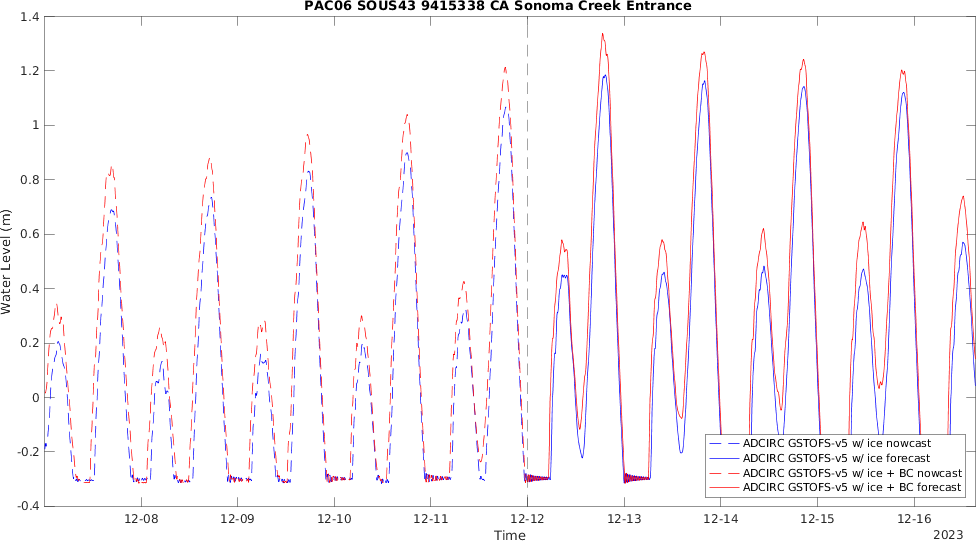 PAC06 SOUS43 9415338 CA Sonoma Creek Entrance
1.4
1.2
1
0.8
0.6
0.4
0.2
0
-0.2
-0.4
Water Level (m)
12-08 12-09 12-10 12-11 12-12 12-13 12-14 12-15 12-16
Time
2023
ADCIRC GSTOFS-v5 w/ ice nowcast
ADCIRC GSTOFS-v5 w/ ice forecast
ADCIRC GSTOFS-v5 w/ ice + BC nowcast
ADCIRC GSTOFS-v5 w/ ice + BC forecast